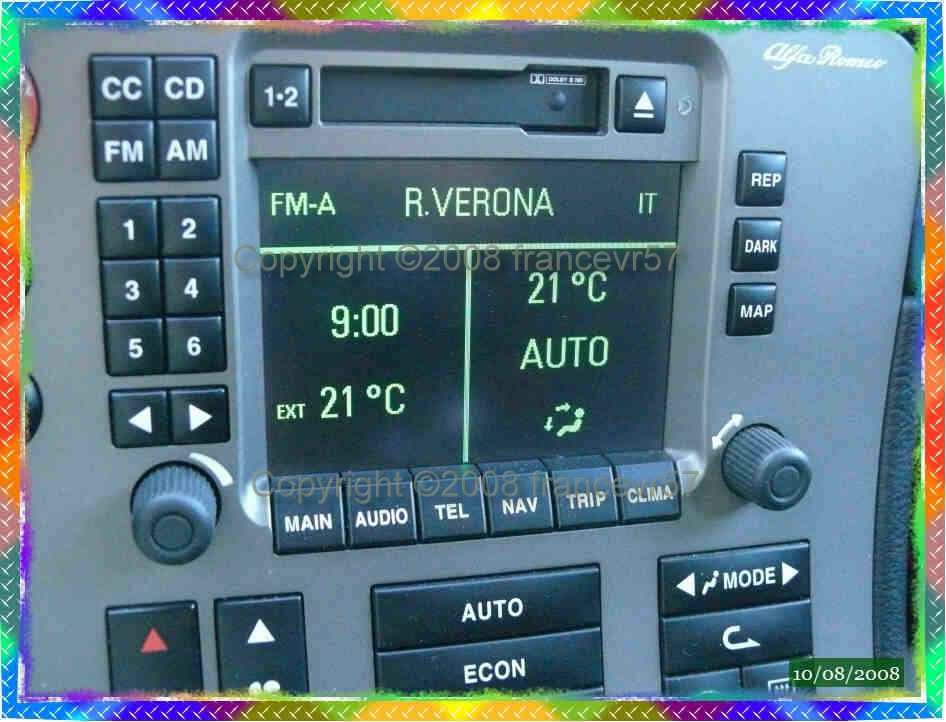 Alfa Romeo
CC CD
1•2
DOLBY B NR
FM AM
REP
FM-A R.VERONA IT
1 2
DARK
Copyright ©2008 francevr57
3 4
21 °C
9:00
MAP
5 6
AUTO
EXT 21 °C
Copyright ©2008 francevr57
MAIN AUDIO TEL NAV TRIP CLIMA
MODE
AUTO
ECON
10/08/2008